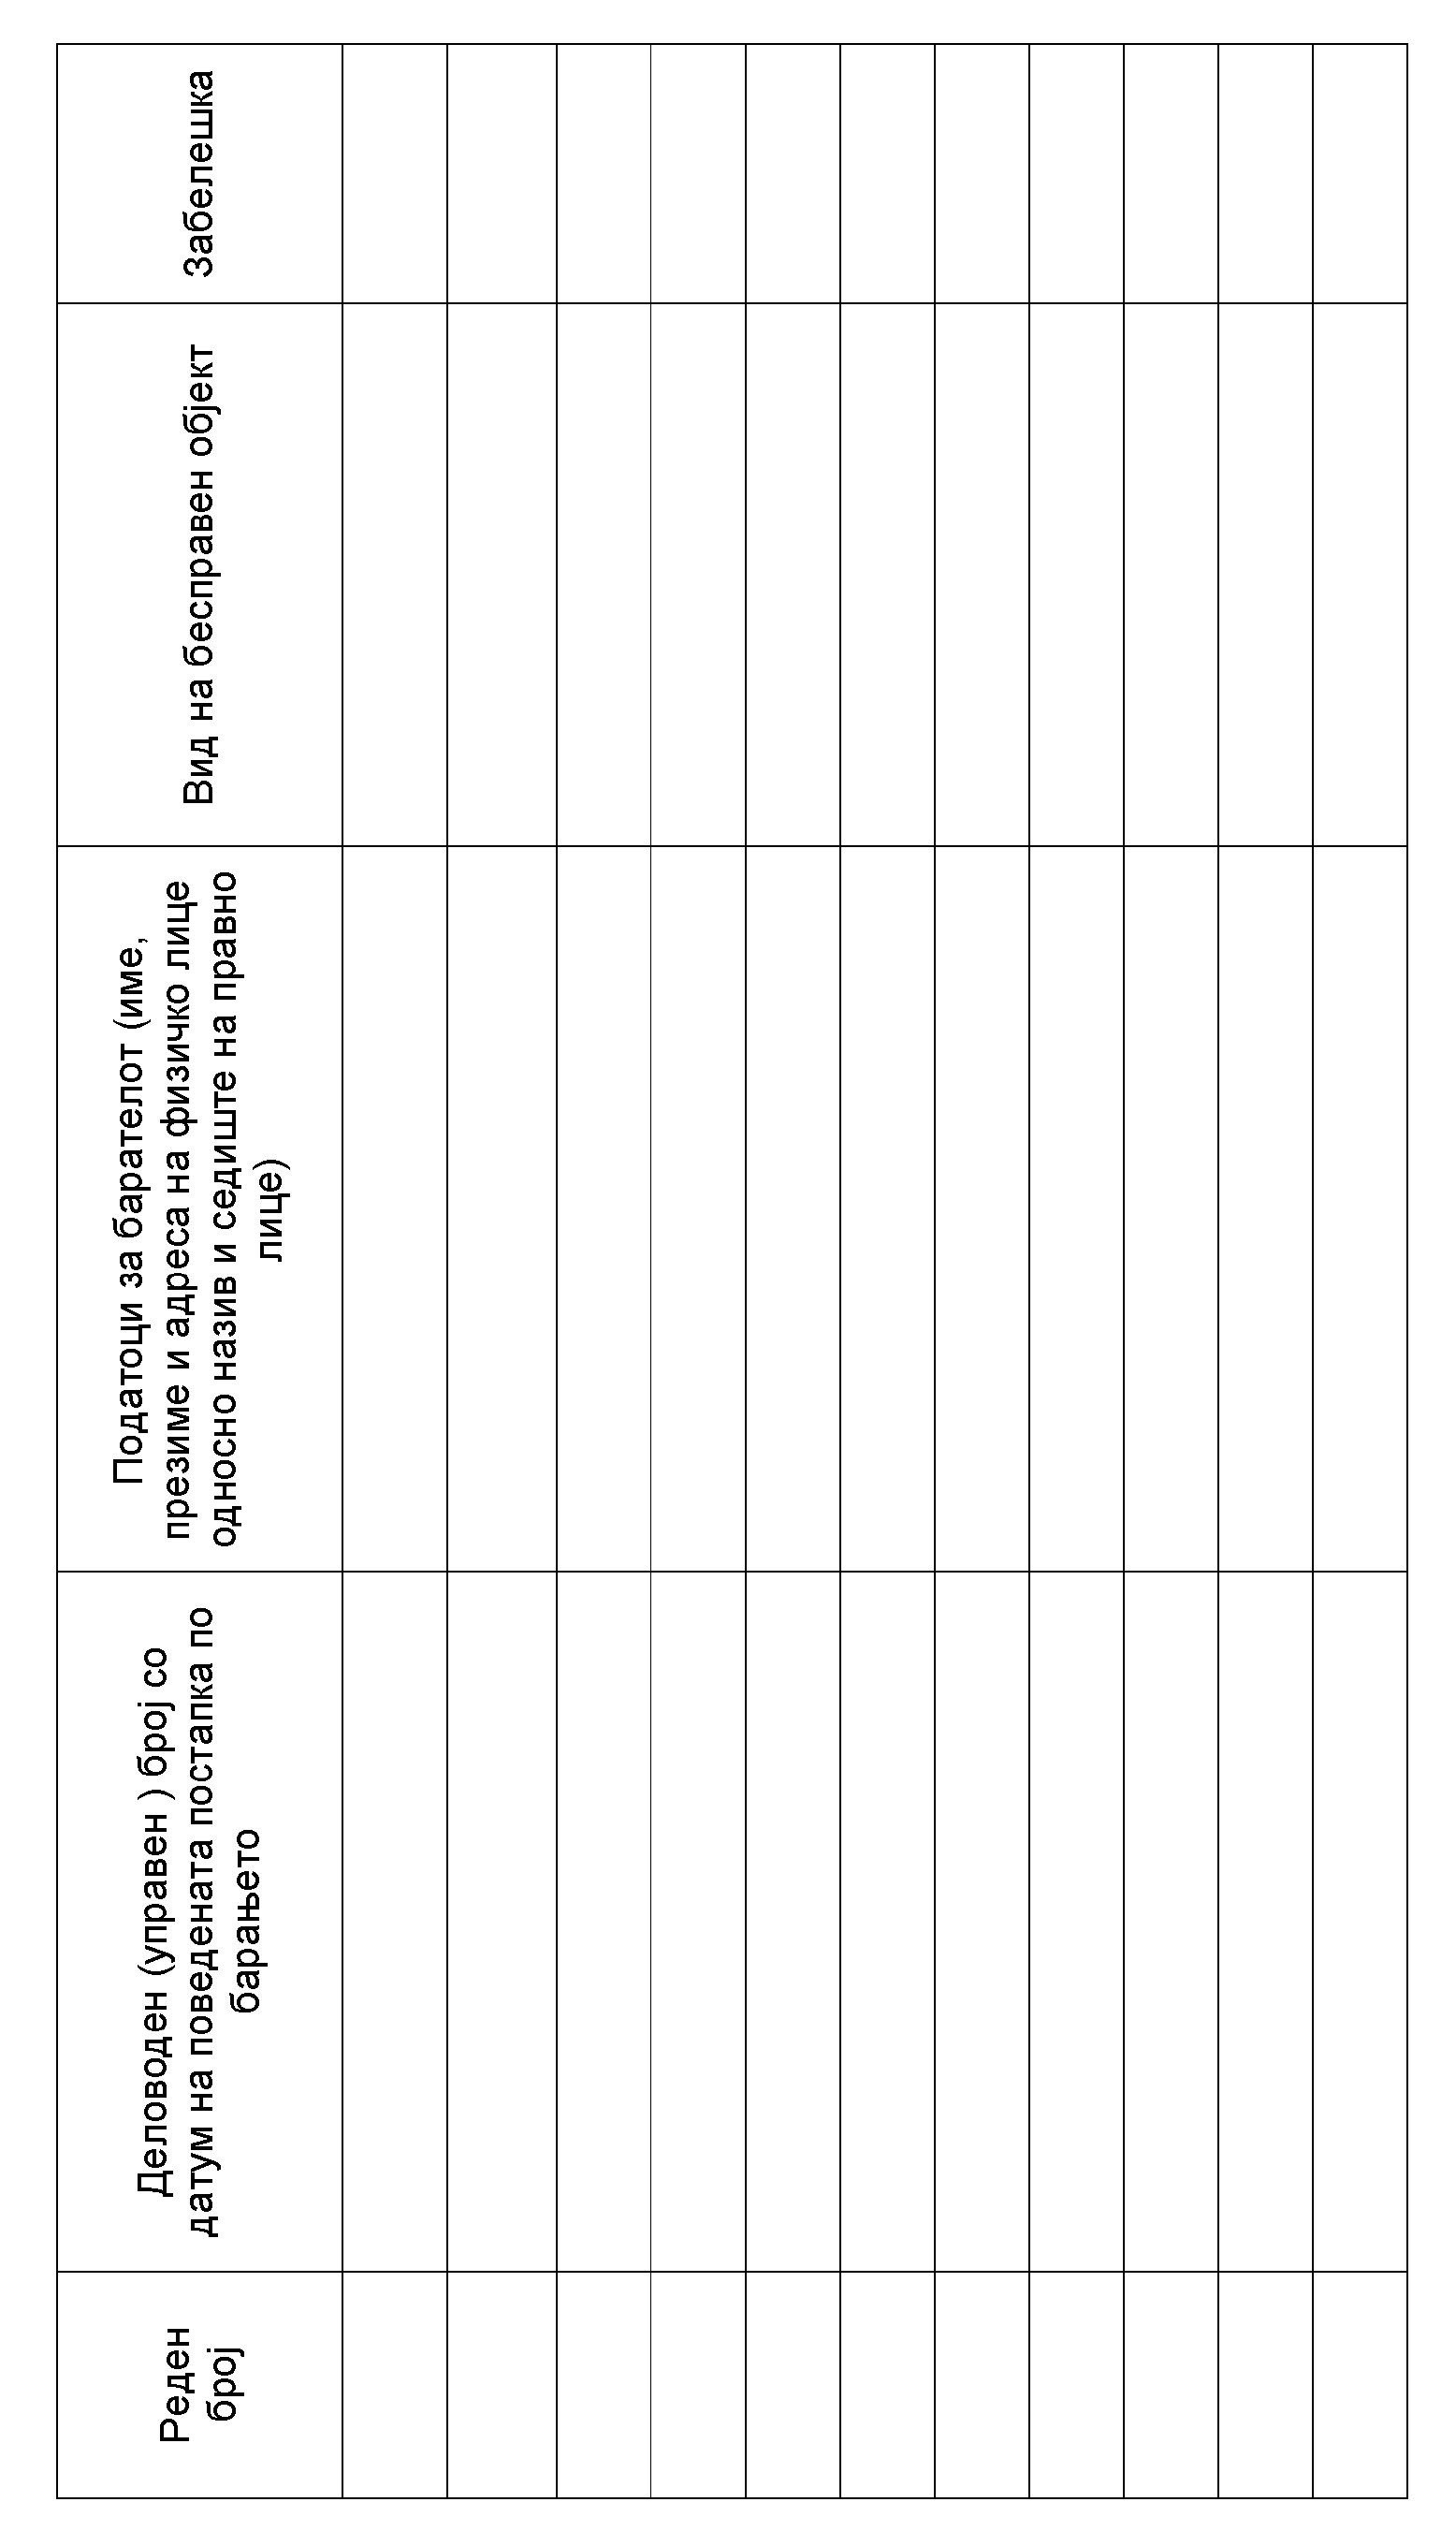 Реден
број
Деловоден (управен ) број со
датум на поведената постапка по
барањето
Податоци за барателот (име,
презиме и адреса на физичко лице
односно назив и седиште на правно
лице)
Вид на бесправен објект
Забелешка